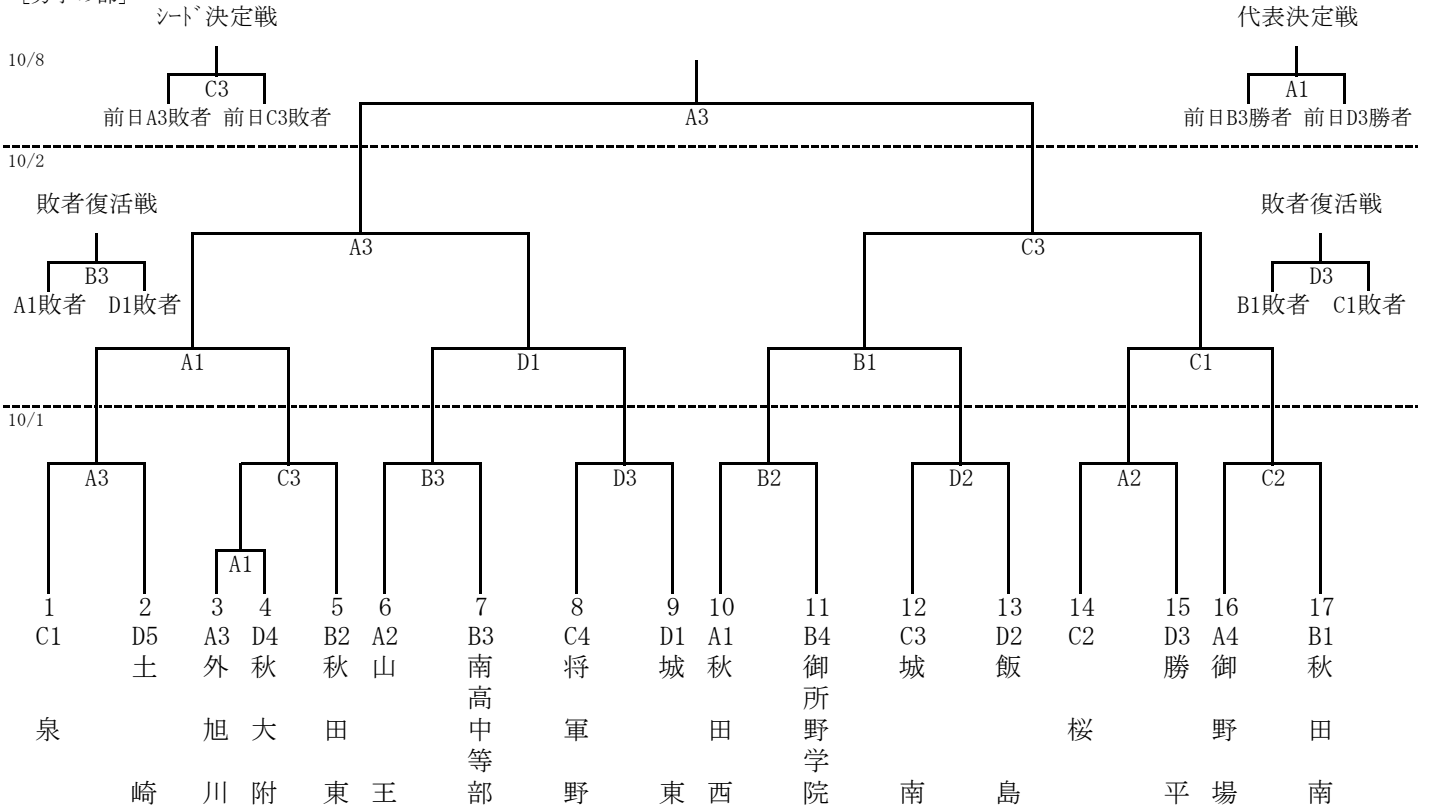 [男子の部]
ｼｰﾄﾞ決定戦
代表決定戦
10/8
C3
A1
前日A3敗者 前日C3敗者
A3
前日B3勝者 前日D3勝者
10/2
敗者復活戦
敗者復活戦
A3
C3
B3
D3
A1敗者 D1敗者
B1敗者 C1敗者
A1
D1
B1
C1
10/1
A3
C3
B3
D3
B2
D2
A2
C2
A1
1 2 3 4 5 6 7 8 9 10 11 12 13 14 15 16 17
C1 D5 A3 D4 B2 A2 B3 C4 D1 A1 B4 C3 D2 C2 D3 A4 B1
泉
土崎
外旭川
秋大附
秋田東
山王
南高中等部
将軍野
城東
秋田西
御所野学院
城南
飯島
桜
勝平
御野場
秋田南